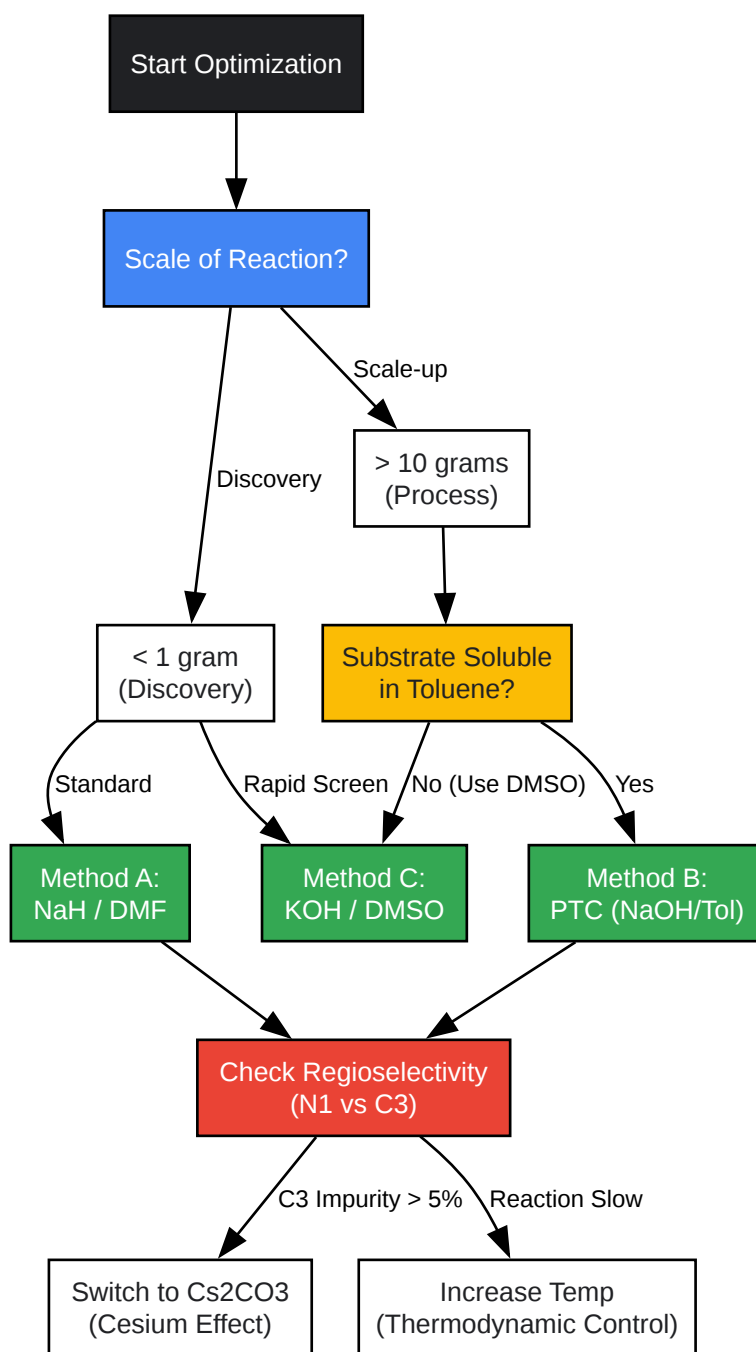 Start Optimization
Scale of Reaction?
Scale-up
> 10 grams
(Process)
Discovery
< 1 gram
(Discovery)
Substrate Soluble
in Toluene?
Standard
Rapid Screen
No (Use DMSO)
Yes
Method A:
NaH / DMF
Method C:
KOH / DMSO
Method B:
PTC (NaOH/Tol)
Check Regioselectivity
(N1 vs C3)
C3 Impurity > 5%
Reaction Slow
Switch to Cs2CO3
(Cesium Effect)
Increase Temp
(Thermodynamic Control)